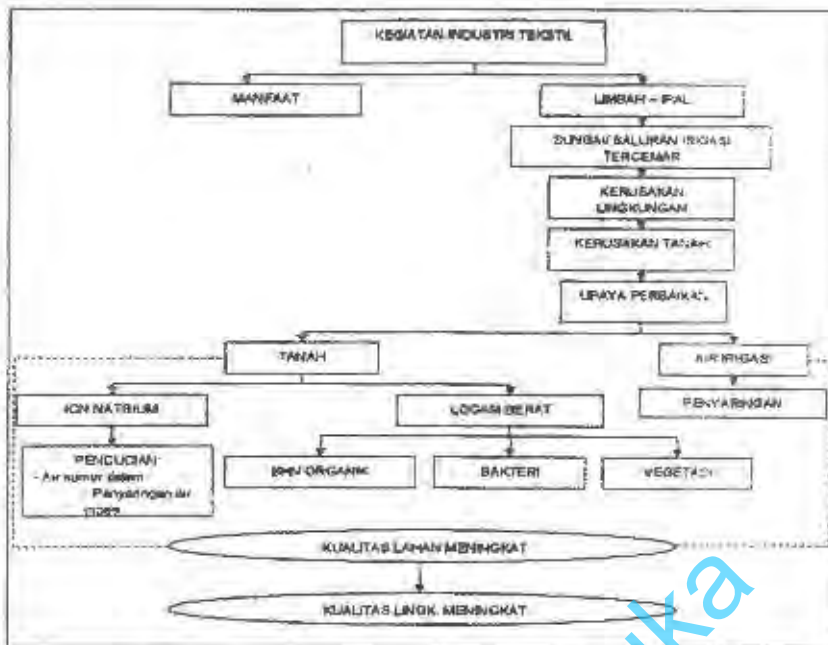 KEGIATAN INDUSTRI TEKSTIL
MANFAAT
LIMBAH - IPAL
SUNGAI/SALURAN IRIGASI
TERCEMAR
KERUSAKAN
LINGKUNGAN
KERUSAKAN TANAH
UPAYA PERBAIKAN
TANAH
AIR IRIGASI
ION NATRIUM
LOGAM BERAT
PENYARINGAN
PENCUCIAN
- Air sumur dalam
Penyaringan air
BHN ORGANIK
BAKTERI
VEGETASI
KUALITAS LAHAN MENINGKAT
KUALITAS LINGK. MENINGKAT
uka